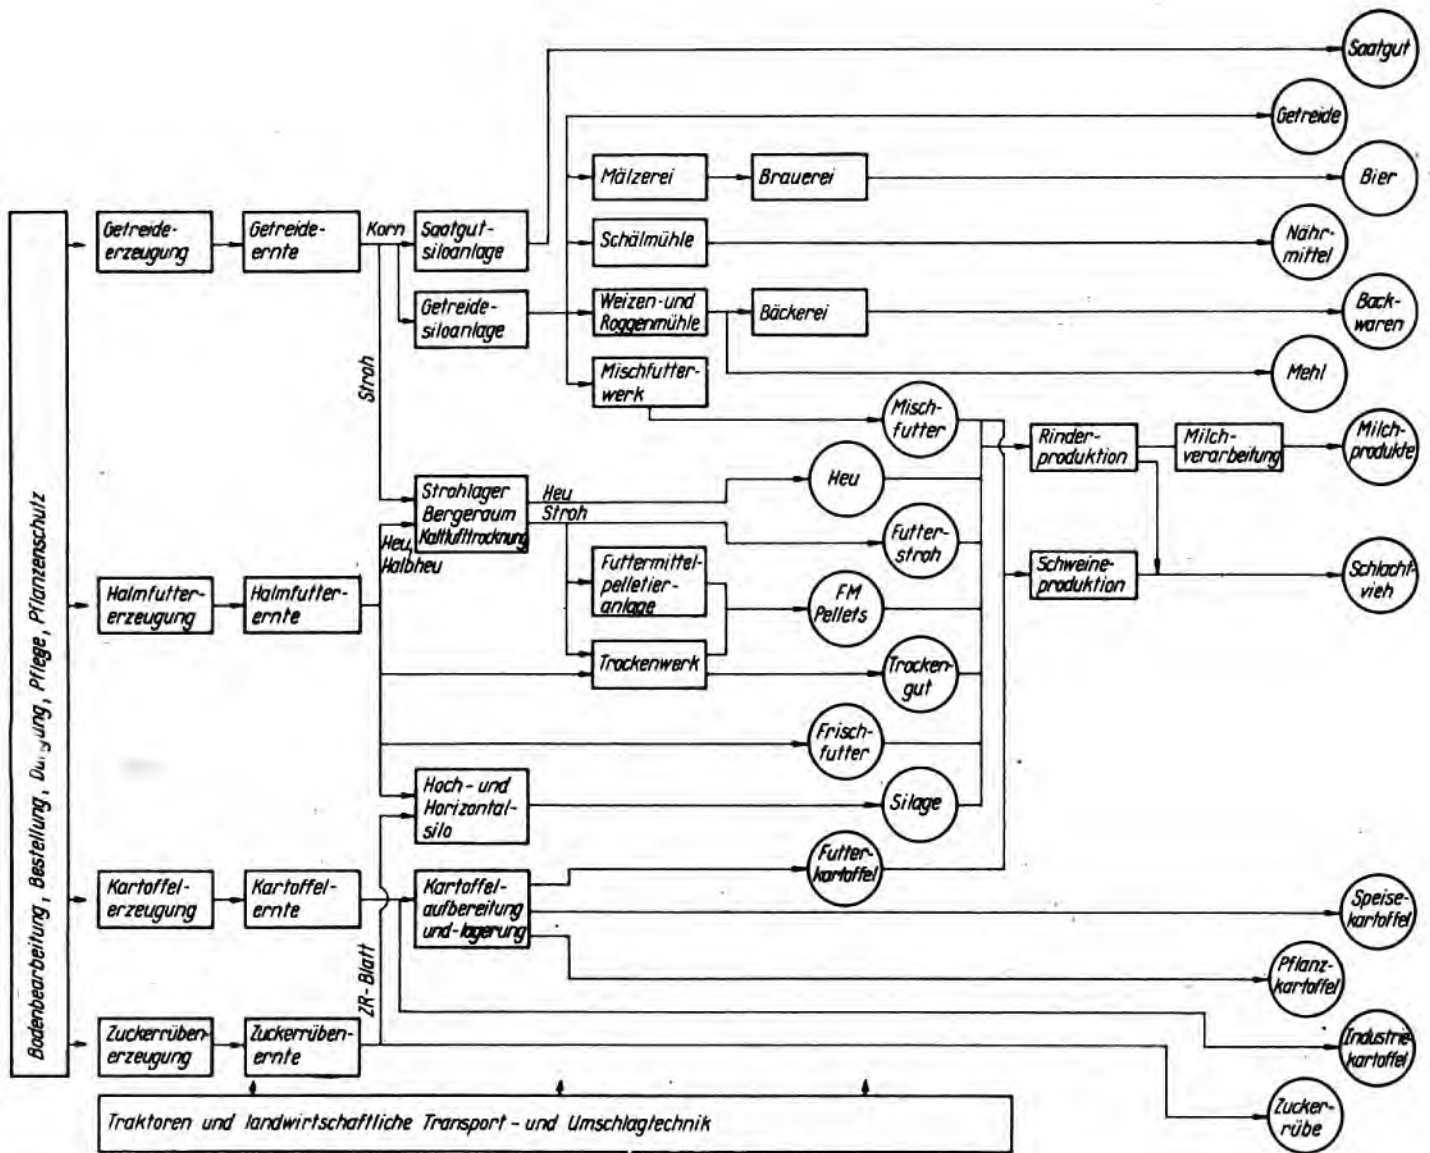 Saatgut
Getreide
Mälzerei
Brauerei
Bier
Getreide-
erzeugung
Getreide-
ernte
Korn
Saatgut-
siloanlage
Schälmühle
Nähr-
mittel
Getreide-
siloanlage
Weizen-und
Roggenmühle
Bäckerei
Back-
waren
Stroh
Mischfutter-
werk
Mehl
Misch-
futter
Rinder-
produktion
Milch-
verarbeitung
Milch-
produkte
Strohlager
Bergeraum
Kaltlufttrocknung
Heu
Stroh
Heu
Heu,
Halbheu
Futter-
stroh
Bodenbearbeitung, Bestellung, Düngung, Pflege, Pflanzenschutz
Halmfutter-
erzeugung
Halmfutter-
ernte
Futtermittel-
pelletier-
anlage
FM
Pellets
Schweine-
produktion
Schlacht-
vieh
Trockenwerk
Trocken-
gut
Frisch-
futter
Hoch- und
Horizontal-
silo
Silage
Kartoffel-
erzeugung
Kartoffel-
ernte
Kartoffel-
aufbereitung
und-lagerung
Futter-
kartoffel
Speise-
kartoffel
ZR-Blatt
Pflanz-
kartoffel
Zuckerrüben-
erzeugung
Zuckerrüben-
ernte
Industrie-
kartoffel
Traktoren und landwirtschaftliche Transport- und Umschlagtechnik
Zucker-
rübe